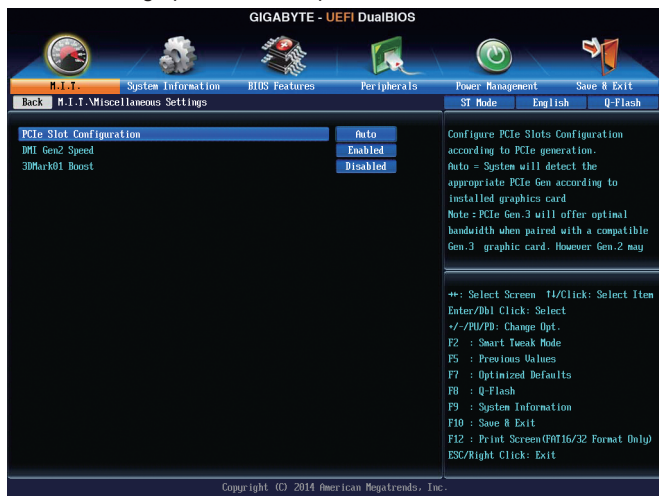 GIGABYTE - UEFI DualBIOS
M.I.T. System Information BIOS Features Peripherals Power Management Save & Exit
Back M.I.T.\Miscellaneous Settings ST Mode English Q-Flash
PCIe Slot Configuration Auto
DMI Gen2 Speed Enabled
3DMark01 Boost Disabled
Configure PCIe Slots Configuration
according to PCIe generation.
Auto = System will detect the
appropriate PCIe Gen according to
installed graphics card
Note : PCIe Gen.3 will offer optimal
bandwidth when paired with a compatible
Gen.3 graphic card. However Gen.2 may
→←: Select Screen ↑↓/Click: Select Item
Enter/Dbl Click: Select
+/-/PU/PD: Change Opt.
F2 : Smart Tweak Mode
F5 : Previous Values
F7 : Optimized Defaults
F8 : Q-Flash
F9 : System Information
F10 : Save & Exit
F12 : Print Screen(FAT16/32 Format Only)
ESC/Right Click: Exit
Copyright (C) 2014 American Megatrends, Inc.